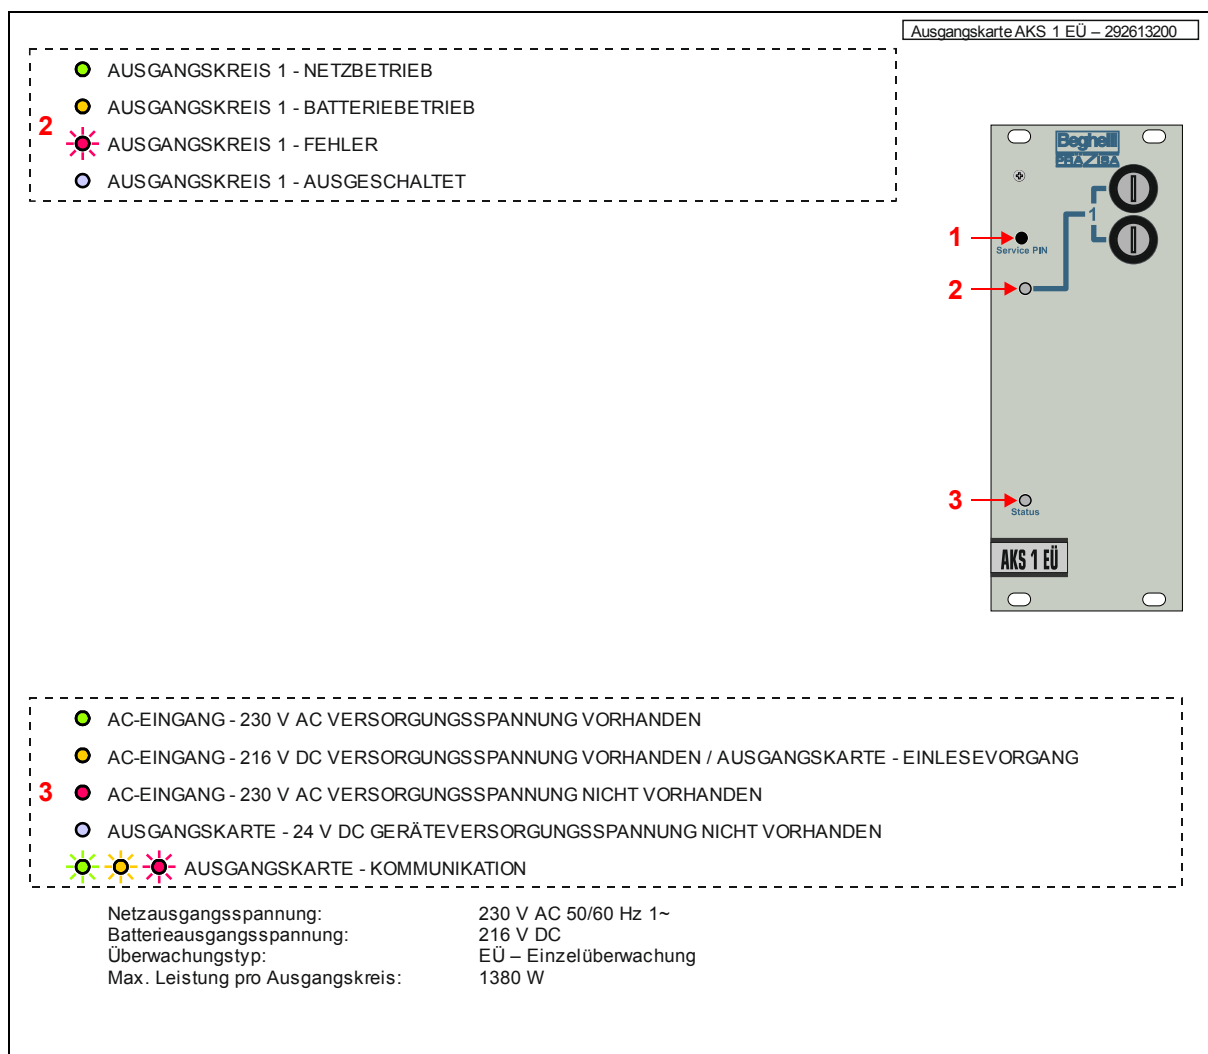 Ausgangskarte AKS 1 EÜ – 292613200
AUSGANGSKREIS 1 - NETZBETRIEB
AUSGANGSKREIS 1 - BATTERIEBETRIEB
2
AUSGANGSKREIS 1 - FEHLER
AUSGANGSKREIS 1 - AUSGESCHALTET
Beghelli
PRÄZISA
1
1
Service PIN
2
3
Status
AKS 1 EÜ
AC-EINGANG - 230 V AC VERSORGUNGSSPANNUNG VORHANDEN
AC-EINGANG - 216 V DC VERSORGUNGSSPANNUNG VORHANDEN / AUSGANGSKARTE - EINLESEVORGANG
3 AC-EINGANG - 230 V AC VERSORGUNGSSPANNUNG NICHT VORHANDEN
AUSGANGSKARTE - 24 V DC GERÄTEVERSORGUNGSSPANNUNG NICHT VORHANDEN
AUSGANGSKARTE - KOMMUNIKATION
Netzausgangsspannung: 230 V AC 50/60 Hz 1~
Batterieausgangsspannung: 216 V DC
Überwachungstyp: EÜ – Einzelüberwachung
Max. Leistung pro Ausgangskreis: 1380 W